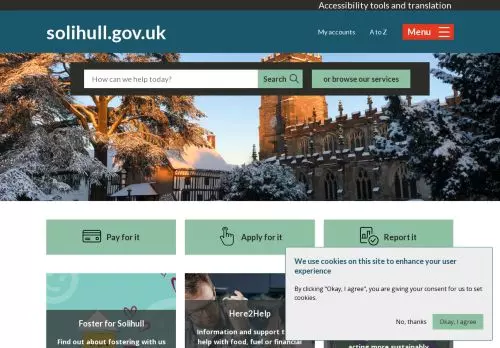 Accessibility tools and translation
solihull.gov.uk
My accounts
A to Z
Menu
How can we help today?
Search
or browse our services
Pay for it
Apply for it
Report it
We use cookies on this site to enhance your user
experience
By clicking "Okay, I agree", you are giving your consent for us to set
cookies.
No, thanks
Okay, I agree
Foster for Solihull
Find out about fostering with us
Here2Help
Information and support t
help with food, fuel or financial
acting more sustainably